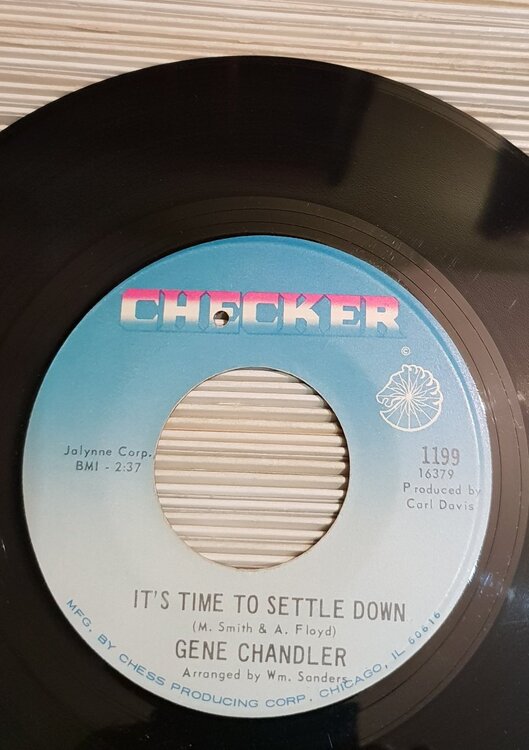 CHECKER
©
Jalynne Corp.
BMI - 2:37
1199
16379
Produced by
Carl Davis
IT'S TIME TO SETTLE DOWN
(M. Smith & A. Floyd)
GENE CHANDLER
Arranged by Wm. Sanders
MFG. BY CHESS PRODUCING CORP. CHICAGO, IL 60616